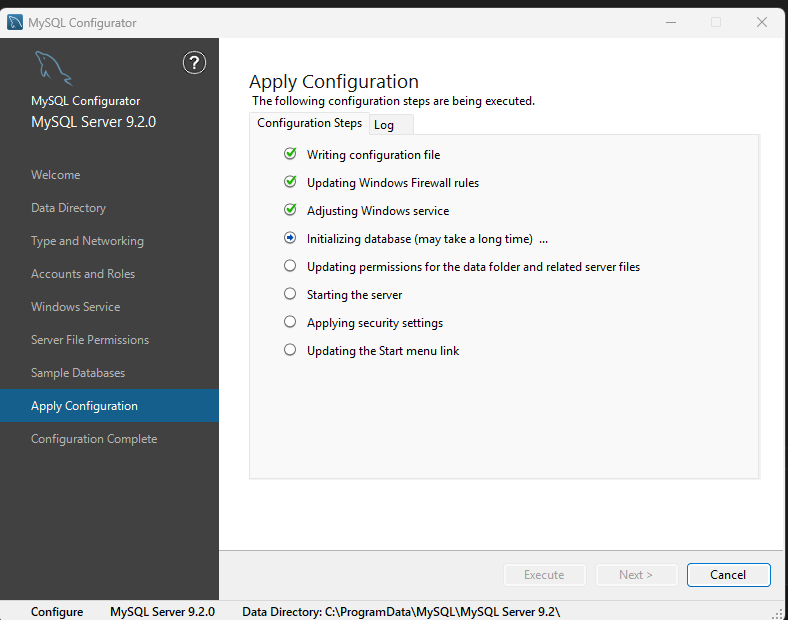 MySQL Configurator
?
MySQL Configurator
MySQL Server 9.2.0
Welcome
Data Directory
Type and Networking
Accounts and Roles
Windows Service
Server File Permissions
Sample Databases
Apply Configuration
Configuration Complete
Apply Configuration
The following configuration steps are being executed.
Configuration Steps Log
Writing configuration file
Updating Windows Firewall rules
Adjusting Windows service
Initializing database (may take a long time) ...
Updating permissions for the data folder and related server files
Starting the server
Applying security settings
Updating the Start menu link
Execute Next > Cancel
Configure MySQL Server 9.2.0 Data Directory: C:\ProgramData\MySQL\MySQL Server 9.2\